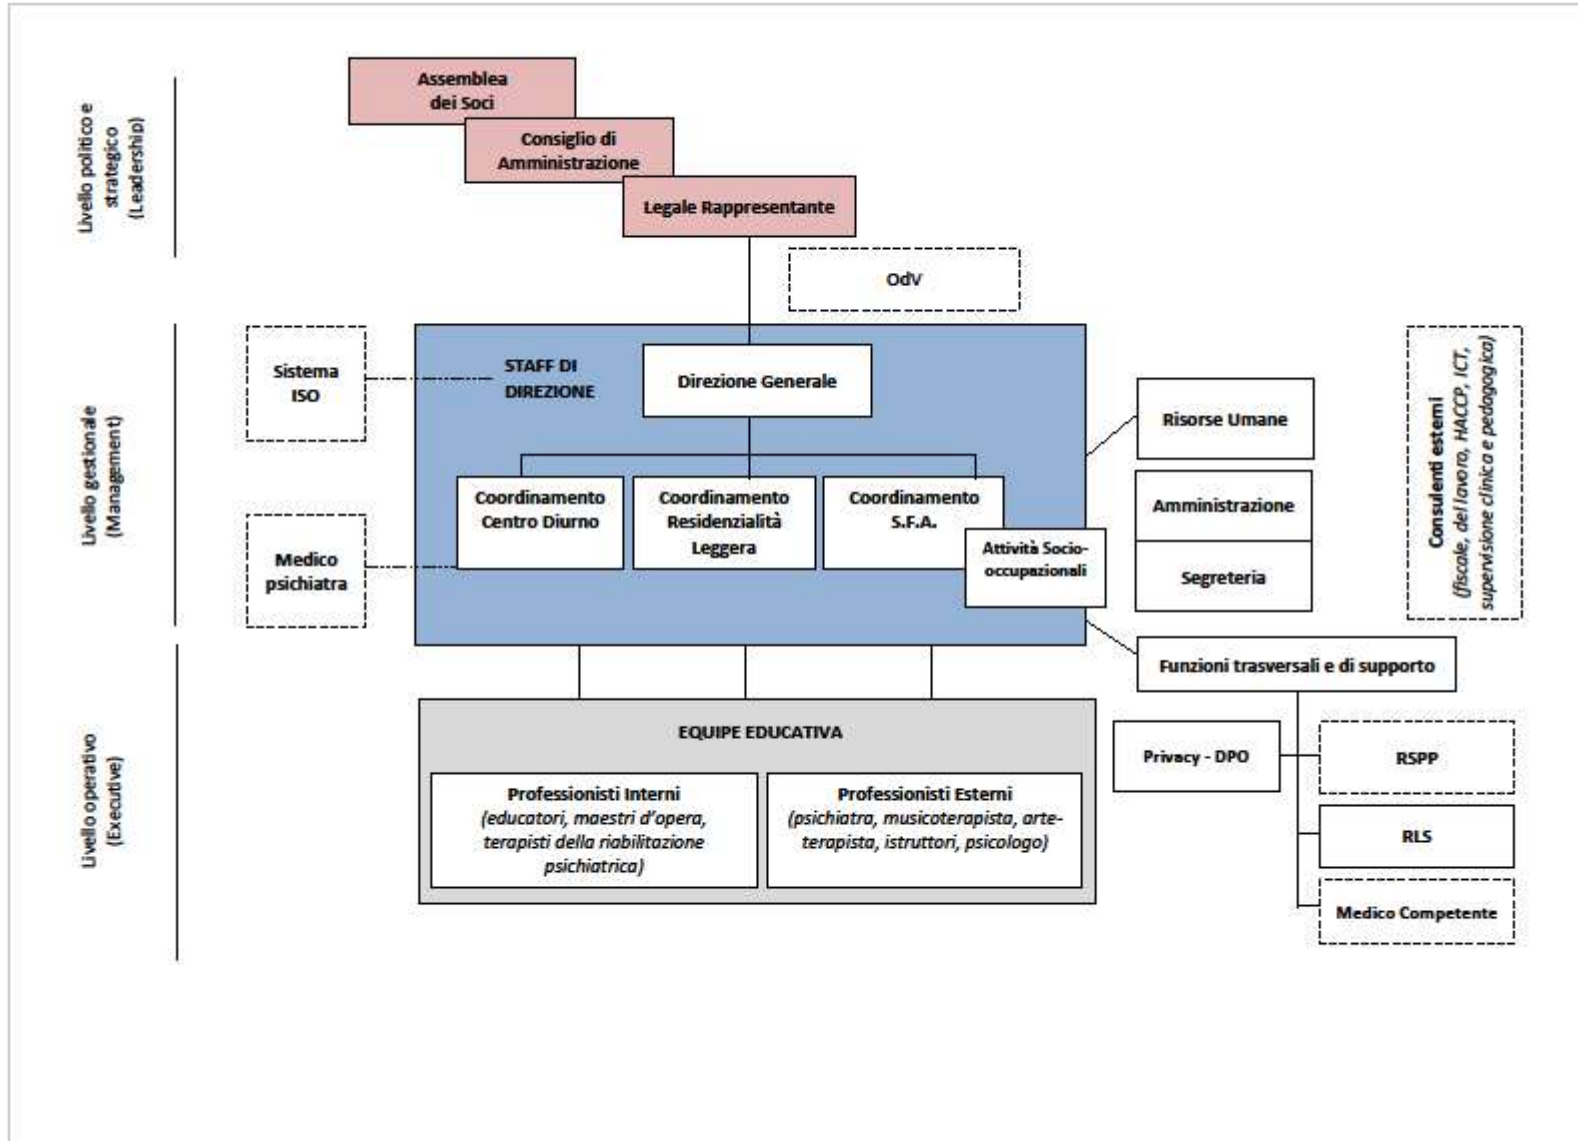 Livello politico e
strategico
(Leadership)
Assemblea
dei Soci
Consiglio di
Amministrazione
Legale Rappresentante
OdV
Livello gestionale
(Management)
Sistema
ISO
STAFF DI
DIREZIONE
Direzione Generale
Risorse Umane
Consulenti esterni
(fiscale, del lavoro, HACCP, ICT,
supervisione clinica e pedagogica)
Coordinamento
Centro Diurno
Coordinamento
Residenzialità
Leggera
Coordinamento
S.F.A.
Attività Socio-
occupazionali
Amministrazione
Segreteria
Medico
psichiatra
Funzioni trasversali e di supporto
Livello operativo
(Executive)
EQUIPE EDUCATIVA
Professionisti Interni
(educatori, maestri d'opera,
terapisti della riabilitazione
psichiatrica)
Professionisti Esterni
(psichiatra, musicoterapista, arte-
terapista, istruttori, psicologo)
Privacy - DPO
RSPP
RLS
Medico Competente